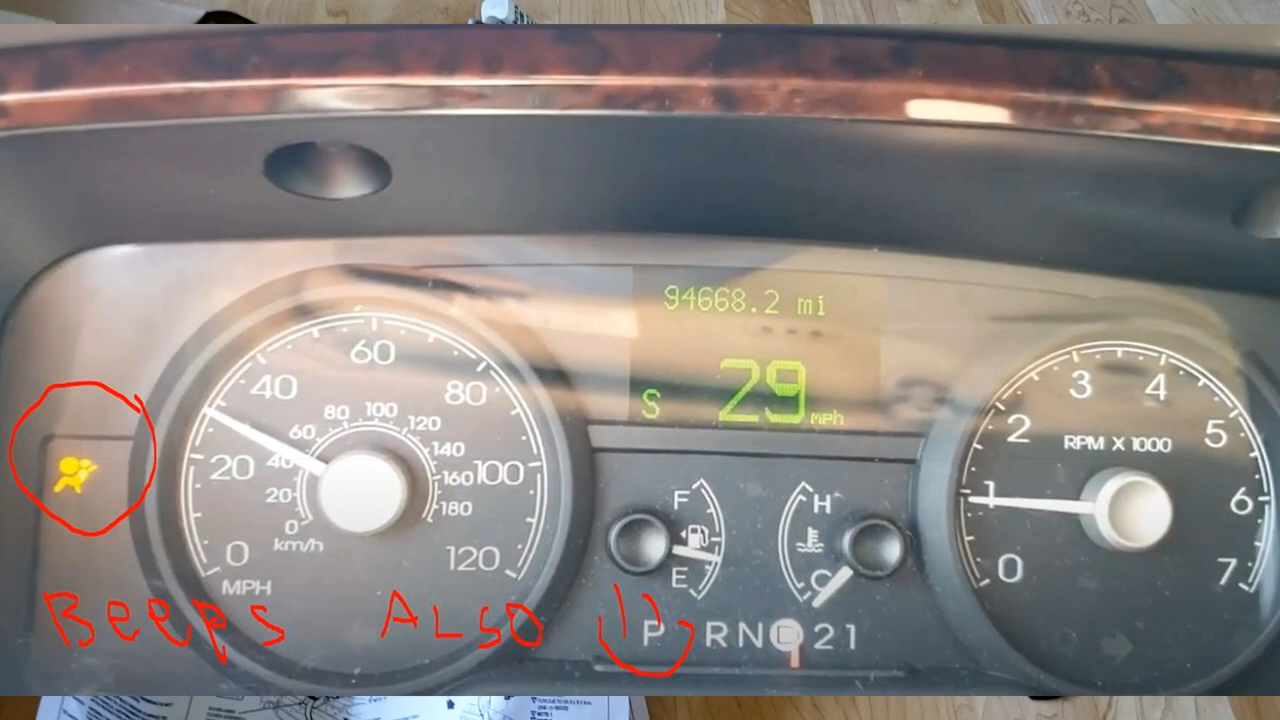 94668.2 mi
S 29 mph
0 20 40 60 80 100 120
MPH
0 20 40 60 80 100 120 140 160 180
km/h
F
E
H
C
0 1 2 3 4 5 6 7
RPM X 1000
P R N D 2 1
Beeps ALSO